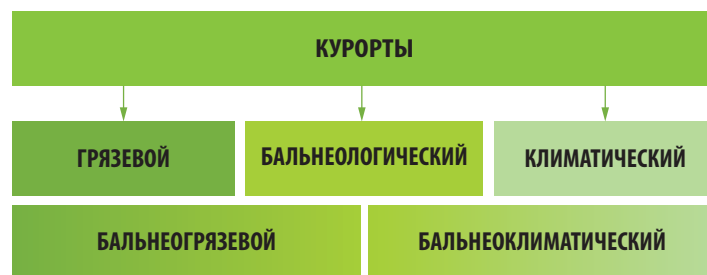 КУРОРТЫ
ГРЯЗЕВОЙ
БАЛЬНЕОЛОГИЧЕСКИЙ
КЛИМАТИЧЕСКИЙ
БАЛЬНЕОГРЯЗЕВОЙ
БАЛЬНЕОКЛИМАТИЧЕСКИЙ